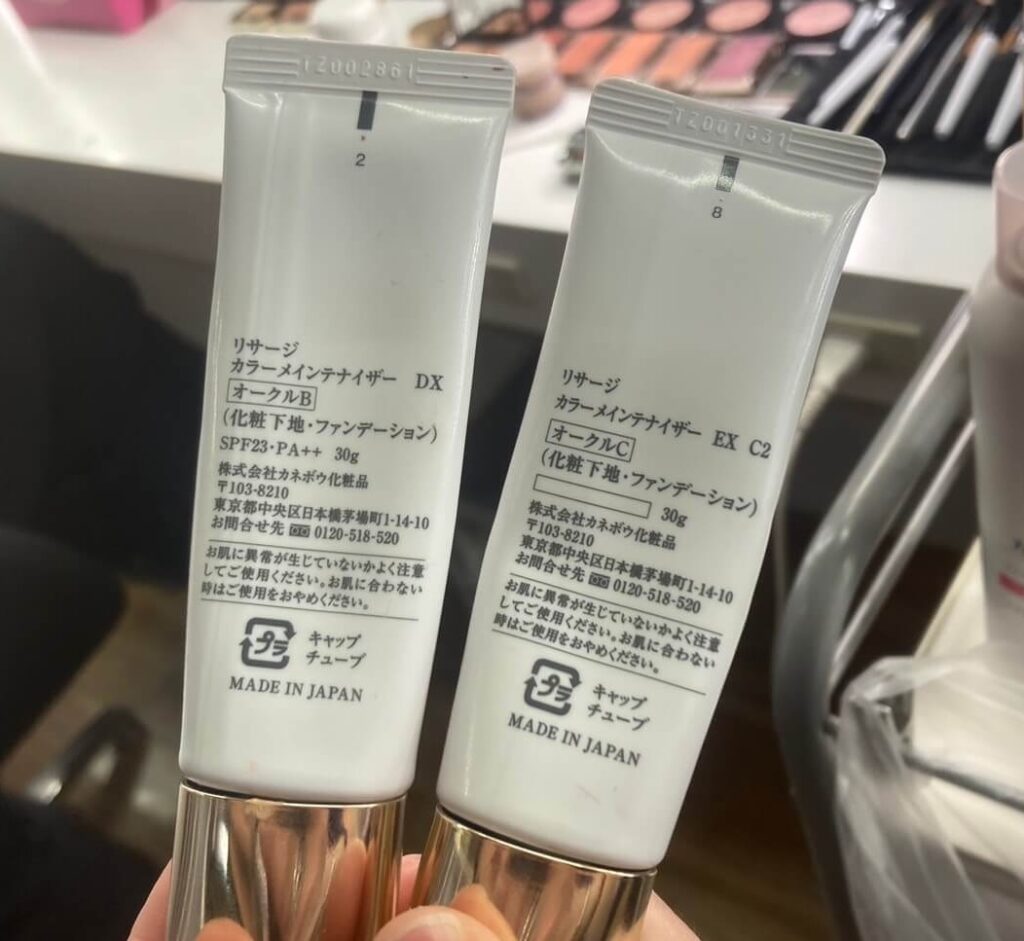 1Z002861
2
リサージ
カラーメインテナイザー DX
オークルB
(化粧下地・ファンデーション)
SPF23・PA++ 30g
株式会社カネボウ化粧品
〒103-8210
東京都中央区日本橋茅場町1-14-10
お問合せ先 0120-518-520
お肌に異常が生じていないかよく注意
してご使用ください。お肌に合わない
時はご使用をおやめください。
プラ
キャップ
チューブ
MADE IN JAPAN
1Z001331
8
リサージ
カラーメインテナイザー EX C2
オークルC
(化粧下地・ファンデーション)
30g
株式会社カネボウ化粧品
〒103-8210
東京都中央区日本橋茅場町1-14-10
お問合せ先 0120-518-520
お肌に異常が生じていないかよく注意
してご使用ください。お肌に合わない
時はご使用をおやめください。
プラ
キャップ
チューブ
MADE IN JAPAN